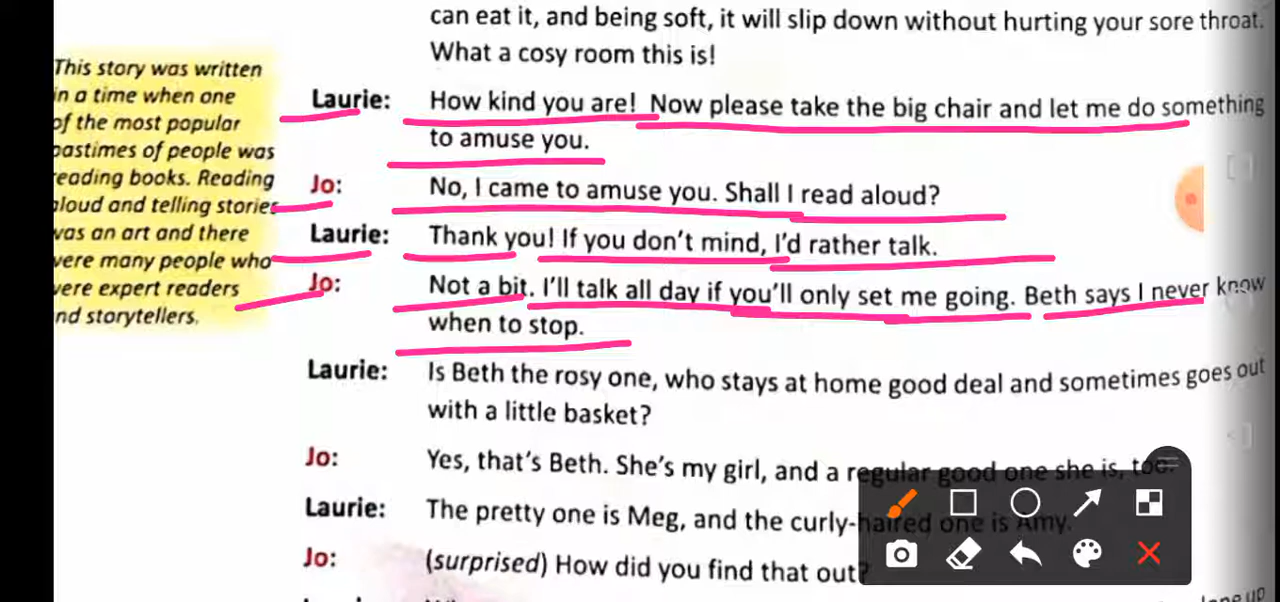 can eat it, and being soft, it will slip down without hurting your sore throat.
What a cosy room this is!
This story was written
in a time when one
of the most popular
pastimes of people was
reading books. Reading
aloud and telling stories
was an art and there
were many people who
were expert readers
and storytellers.
Laurie: How kind you are! Now please take the big chair and let me do something
to amuse you.
Jo: No, I came to amuse you. Shall I read aloud?
Laurie: Thank you! If you don't mind, I'd rather talk.
Jo: Not a bit. I'll talk all day if you'll only set me going. Beth says I never know
when to stop.
Laurie: Is Beth the rosy one, who stays at home good deal and sometimes goes out
with a little basket?
Jo: Yes, that's Beth. She's my girl, and a regular good one she is, too.
Laurie: The pretty one is Meg, and the curly-haired one is Amy.
Jo: (surprised) How did you find that out?